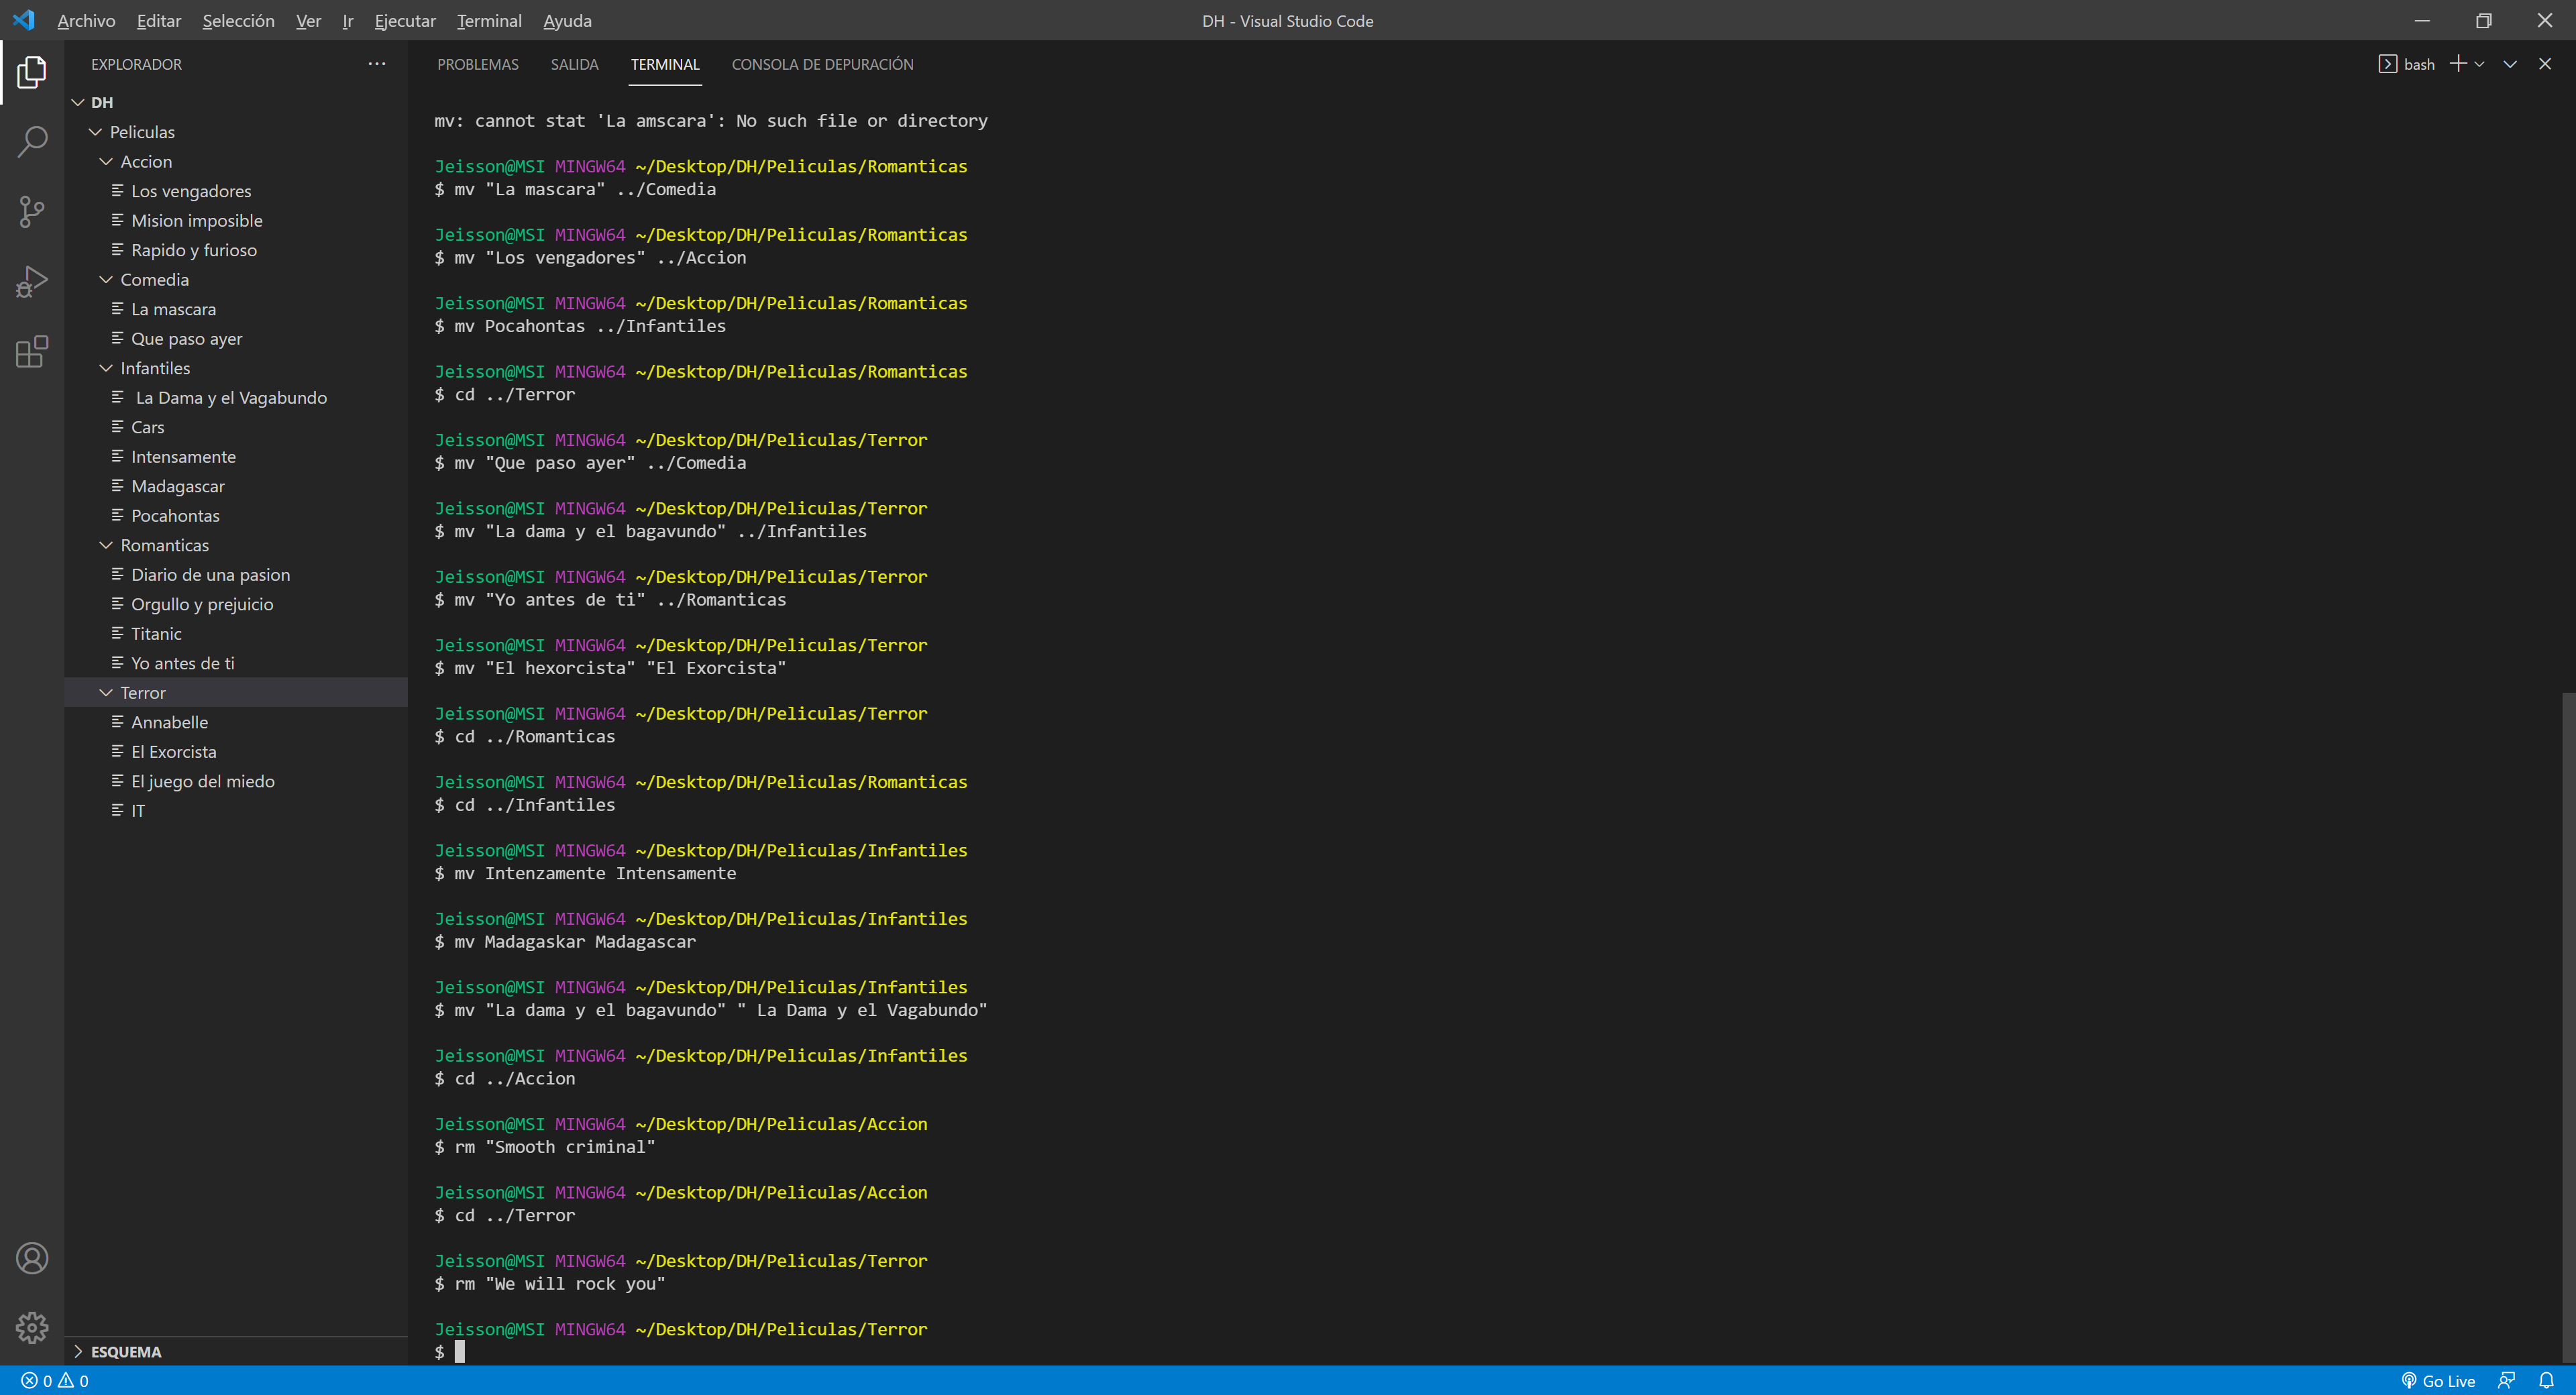 Archivo Editar Selección Ver Ir Ejecutar Terminal Ayuda
DH - Visual Studio Code
EXPLORADOR
DH
Peliculas
Accion
Los vengadores
Mision imposible
Rapido y furioso
Comedia
La mascara
Que paso ayer
Infantiles
La Dama y el Vagabundo
Cars
Intensamente
Madagascar
Pocahontas
Romanticas
Diario de una pasion
Orgullo y prejuicio
Titanic
Yo antes de ti
Terror
Annabelle
El Exorcista
El juego del miedo
IT
ESQUEMA
PROBLEMAS SALIDA TERMINAL CONSOLA DE DEPURACIÓN
bash
mv: cannot stat 'La amscara': No such file or directory
Jeisson@MSI MINGW64 ~/Desktop/DH/Peliculas/Romanticas
$ mv "La mascara" ../Comedia
Jeisson@MSI MINGW64 ~/Desktop/DH/Peliculas/Romanticas
$ mv "Los vengadores" ../Accion
Jeisson@MSI MINGW64 ~/Desktop/DH/Peliculas/Romanticas
$ mv Pocahontas ../Infantiles
Jeisson@MSI MINGW64 ~/Desktop/DH/Peliculas/Romanticas
$ cd ../Terror
Jeisson@MSI MINGW64 ~/Desktop/DH/Peliculas/Terror
$ mv "Que paso ayer" ../Comedia
Jeisson@MSI MINGW64 ~/Desktop/DH/Peliculas/Terror
$ mv "La dama y el bagavundo" ../Infantiles
Jeisson@MSI MINGW64 ~/Desktop/DH/Peliculas/Terror
$ mv "Yo antes de ti" ../Romanticas
Jeisson@MSI MINGW64 ~/Desktop/DH/Peliculas/Terror
$ mv "El hexorcista" "El Exorcista"
Jeisson@MSI MINGW64 ~/Desktop/DH/Peliculas/Terror
$ cd ../Romanticas
Jeisson@MSI MINGW64 ~/Desktop/DH/Peliculas/Romanticas
$ cd ../Infantiles
Jeisson@MSI MINGW64 ~/Desktop/DH/Peliculas/Infantiles
$ mv Intenzamente Intensamente
Jeisson@MSI MINGW64 ~/Desktop/DH/Peliculas/Infantiles
$ mv Madagaskar Madagascar
Jeisson@MSI MINGW64 ~/Desktop/DH/Peliculas/Infantiles
$ mv "La dama y el bagavundo" " La Dama y el Vagabundo"
Jeisson@MSI MINGW64 ~/Desktop/DH/Peliculas/Infantiles
$ cd ../Accion
Jeisson@MSI MINGW64 ~/Desktop/DH/Peliculas/Accion
$ rm "Smooth criminal"
Jeisson@MSI MINGW64 ~/Desktop/DH/Peliculas/Accion
$ cd ../Terror
Jeisson@MSI MINGW64 ~/Desktop/DH/Peliculas/Terror
$ rm "We will rock you"
Jeisson@MSI MINGW64 ~/Desktop/DH/Peliculas/Terror
$
0 0
Go Live